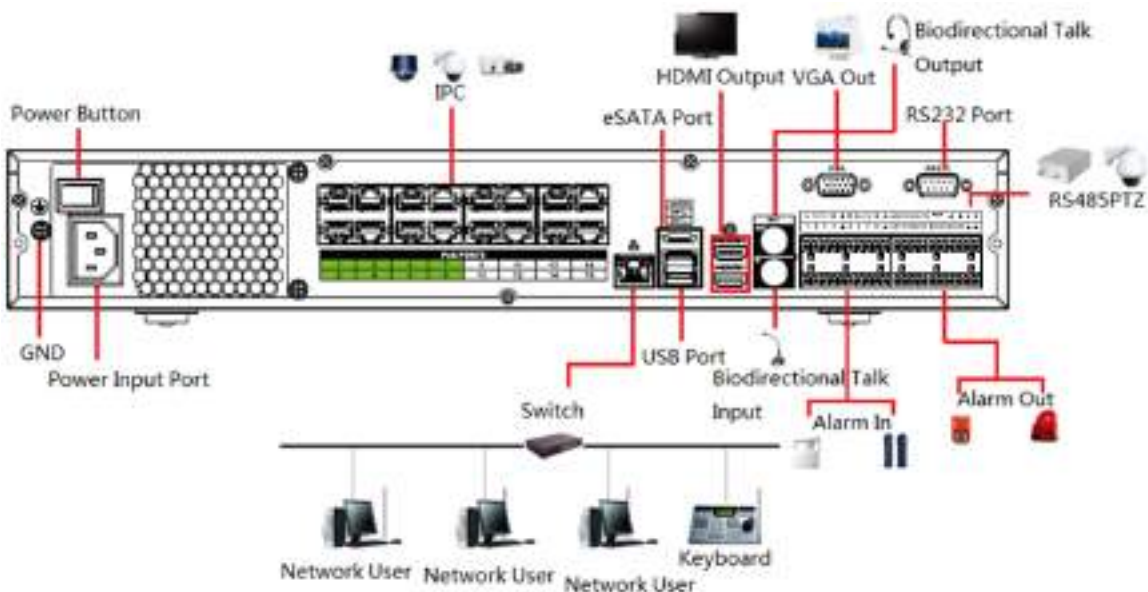 Biodirectional Talk
Output
HDMI Output
VGA Out
IPC
Power Button
eSATA Port
RS232 Port
RS485PTZ
GND
Power Input Port
USB Port
Biodirectional Talk
Input
Switch
Alarm In
Alarm Out
Network User
Network User
Network User
Keyboard